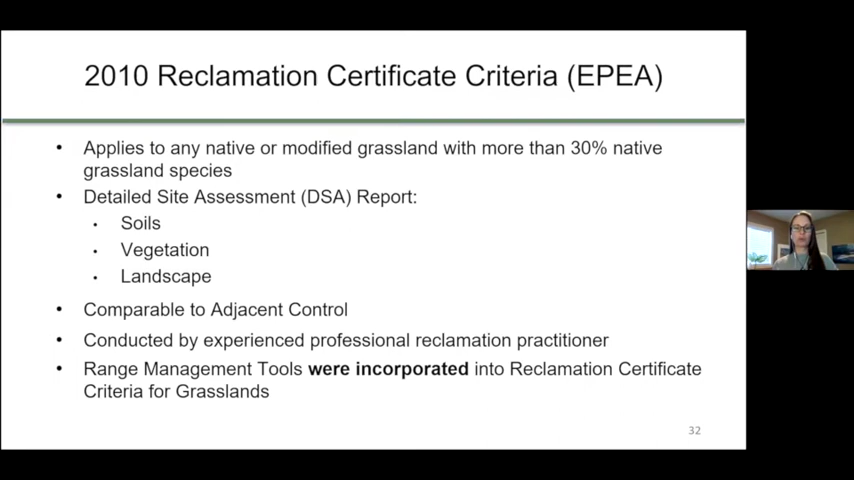 2010 Reclamation Certificate Criteria (EPEA)
• Applies to any native or modified grassland with more than 30% native
grassland species
• Detailed Site Assessment (DSA) Report:
• Soils
• Vegetation
• Landscape
• Comparable to Adjacent Control
• Conducted by experienced professional reclamation practitioner
• Range Management Tools were incorporated into Reclamation Certificate
Criteria for Grasslands
32